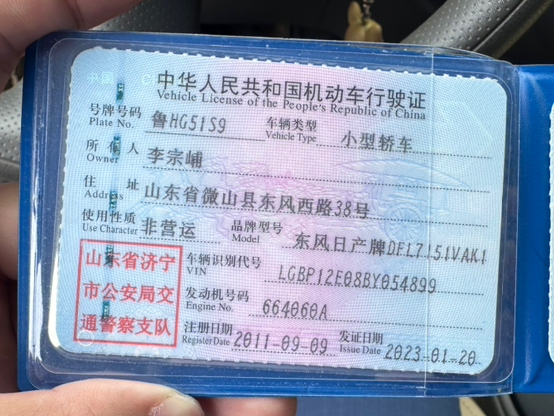 中华人民共和国机动车行驶证
Vehicle License of the People's Republic of China
号牌号码 鲁HG51S9 车辆类型 小型轿车
Plate No. Vehicle Type
所有人 李宗峬
Owner
住址 山东省微山县东风西路38号
Address
使用性质 非营运 品牌型号 东风日产牌DFL7151VAK1
Use Character Model
山东省济宁
市公安局交
通警察支队
车辆识别代号 LGBP12E08BY054899
VIN
发动机号码 664060A
Engine No.
注册日期 2011-09-09 发证日期 2023-01-20
Register Date Issue Date